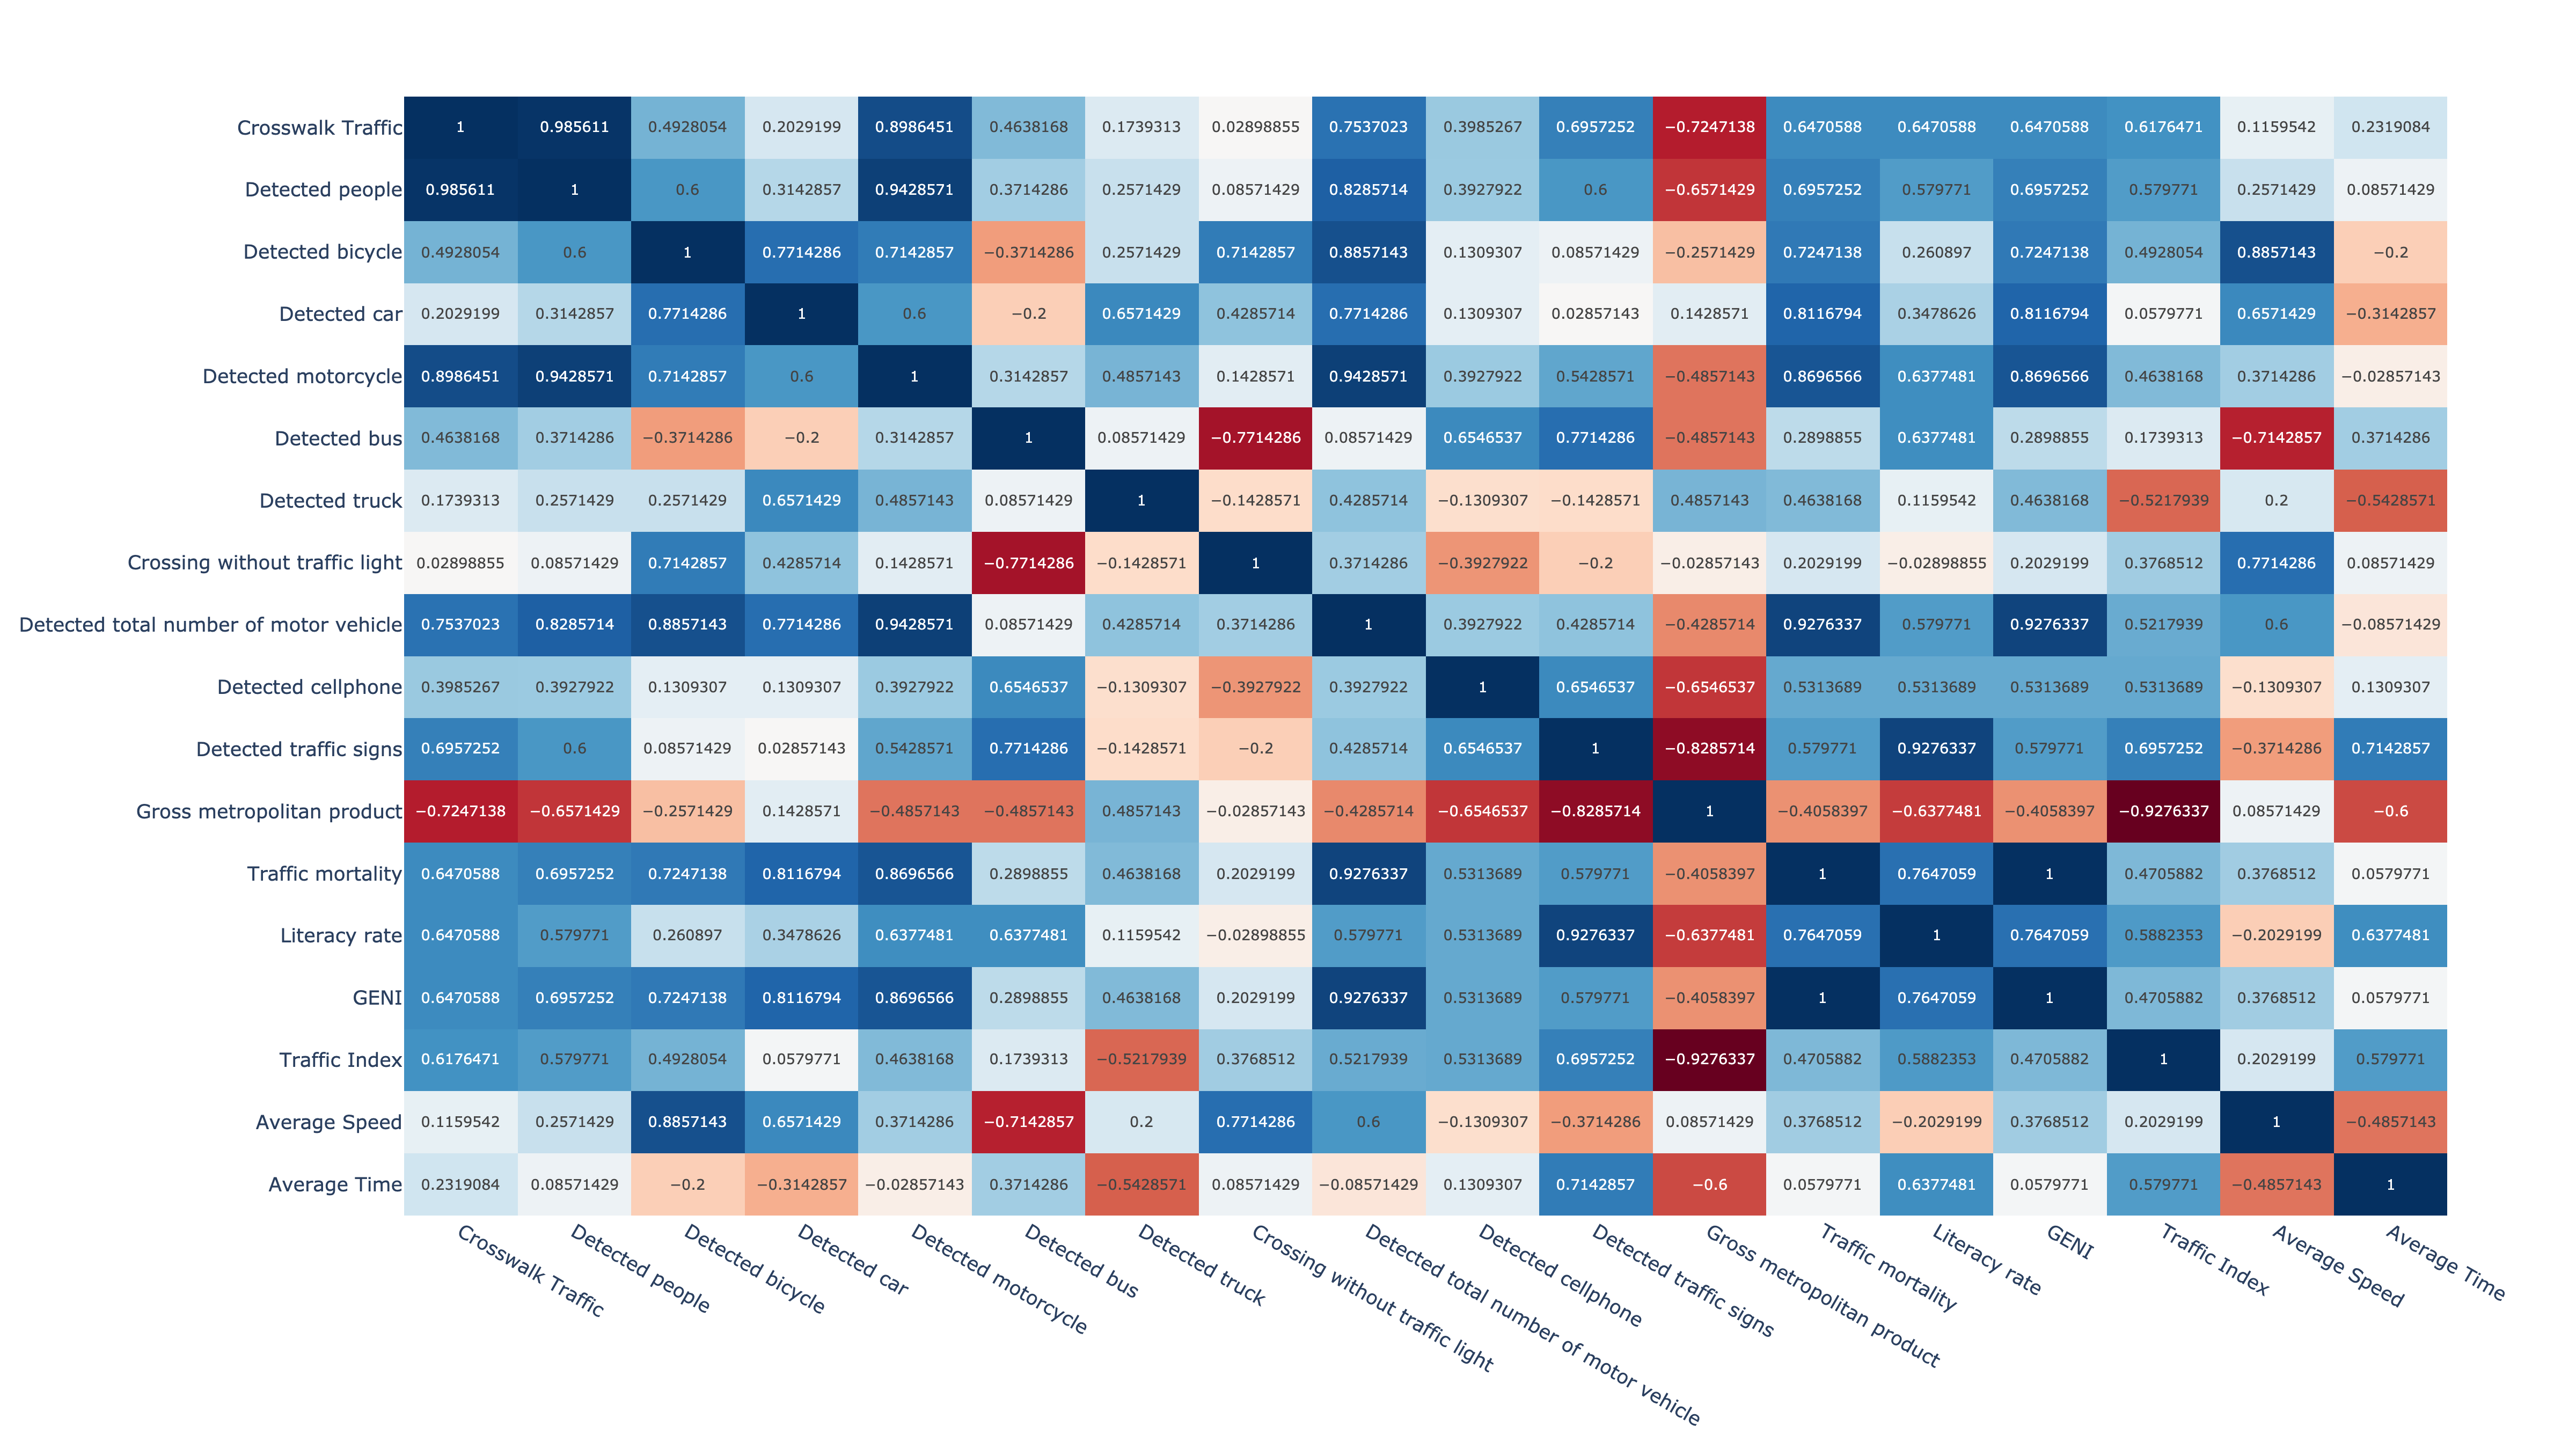 Crosswalk Traffic 1 0.985611 0.4928054 0.2029199 0.8986451 0.4638168 0.1739313 0.02898855 0.7537023 0.3985267 0.6957252 −0.7247138 0.6470588 0.6470588 0.6470588 0.6176471 0.1159542 0.2319084
Detected people 0.985611 1 0.6 0.3142857 0.9428571 0.3714286 0.2571429 0.08571429 0.8285714 0.3927922 0.6 −0.6571429 0.6957252 0.579771 0.6957252 0.579771 0.2571429 0.08571429
Detected bicycle 0.4928054 0.6 1 0.7714286 0.7142857 −0.3714286 0.2571429 0.7142857 0.8857143 0.1309307 0.08571429 −0.2571429 0.7247138 0.260897 0.7247138 0.4928054 0.8857143 −0.2
Detected car 0.2029199 0.3142857 0.7714286 1 0.6 −0.2 0.6571429 0.4285714 0.7714286 0.1309307 0.02857143 0.1428571 0.8116794 0.3478626 0.8116794 0.0579771 0.6571429 −0.3142857
Detected motorcycle 0.8986451 0.9428571 0.7142857 0.6 1 0.3142857 0.4857143 0.1428571 0.9428571 0.3927922 0.5428571 −0.4857143 0.8696566 0.6377481 0.8696566 0.4638168 0.3714286 −0.02857143
Detected bus 0.4638168 0.3714286 −0.3714286 −0.2 0.3142857 1 0.08571429 −0.7714286 0.08571429 0.6546537 0.7714286 −0.4857143 0.2898855 0.6377481 0.2898855 0.1739313 −0.7142857 0.3714286
Detected truck 0.1739313 0.2571429 0.2571429 0.6571429 0.4857143 0.08571429 1 −0.1428571 0.4285714 −0.1309307 −0.1428571 0.4857143 0.4638168 0.1159542 0.4638168 −0.5217939 0.2 −0.5428571
Crossing without traffic light 0.02898855 0.08571429 0.7142857 0.4285714 0.1428571 −0.7714286 −0.1428571 1 0.3714286 −0.3927922 −0.2 −0.02857143 0.2029199 −0.02898855 0.2029199 0.3768512 0.7714286 0.08571429
Detected total number of motor vehicle 0.7537023 0.8285714 0.8857143 0.7714286 0.9428571 0.08571429 0.4285714 0.3714286 1 0.3927922 0.4285714 −0.4285714 0.9276337 0.579771 0.9276337 0.5217939 0.6 −0.08571429
Detected cellphone 0.3985267 0.3927922 0.1309307 0.1309307 0.3927922 0.6546537 −0.1309307 −0.3927922 0.3927922 1 0.6546537 −0.6546537 0.5313689 0.5313689 0.5313689 0.5313689 −0.1309307 0.1309307
Detected traffic signs 0.6957252 0.6 0.08571429 0.02857143 0.5428571 0.7714286 −0.1428571 −0.2 0.4285714 0.6546537 1 −0.8285714 0.579771 0.9276337 0.579771 0.6957252 −0.3714286 0.7142857
Gross metropolitan product −0.7247138 −0.6571429 −0.2571429 0.1428571 −0.4857143 −0.4857143 0.4857143 −0.02857143 −0.4285714 −0.6546537 −0.8285714 1 −0.4058397 −0.6377481 −0.4058397 −0.9276337 0.08571429 −0.6
Traffic mortality 0.6470588 0.6957252 0.7247138 0.8116794 0.8696566 0.2898855 0.4638168 0.2029199 0.9276337 0.5313689 0.579771 −0.4058397 1 0.7647059 1 0.4705882 0.3768512 0.0579771
Literacy rate 0.6470588 0.579771 0.260897 0.3478626 0.6377481 0.6377481 0.1159542 −0.02898855 0.579771 0.5313689 0.9276337 −0.6377481 0.7647059 1 0.7647059 0.5882353 −0.2029199 0.6377481
GENI 0.6470588 0.6957252 0.7247138 0.8116794 0.8696566 0.2898855 0.4638168 0.2029199 0.9276337 0.5313689 0.579771 −0.4058397 1 0.7647059 1 0.4705882 0.3768512 0.0579771
Traffic Index 0.6176471 0.579771 0.4928054 0.0579771 0.4638168 0.1739313 −0.5217939 0.3768512 0.5217939 0.5313689 0.6957252 −0.9276337 0.4705882 0.5882353 0.4705882 1 0.2029199 0.579771
Average Speed 0.1159542 0.2571429 0.8857143 0.6571429 0.3714286 −0.7142857 0.2 0.7714286 0.6 −0.1309307 −0.3714286 0.08571429 0.3768512 −0.2029199 0.3768512 0.2029199 1 −0.4857143
Average Time 0.2319084 0.08571429 −0.2 −0.3142857 −0.02857143 0.3714286 −0.5428571 0.08571429 −0.08571429 0.1309307 0.7142857 −0.6 0.0579771 0.6377481 0.0579771 0.579771 −0.4857143 1
Crosswalk Traffic
Detected people
Detected bicycle
Detected car
Detected motorcycle
Detected bus
Detected truck
Crossing without traffic light
Detected total number of motor vehicle
Detected cellphone
Detected traffic signs
Gross metropolitan product
Traffic mortality
Literacy rate
GENI
Traffic Index
Average Speed
Average Time